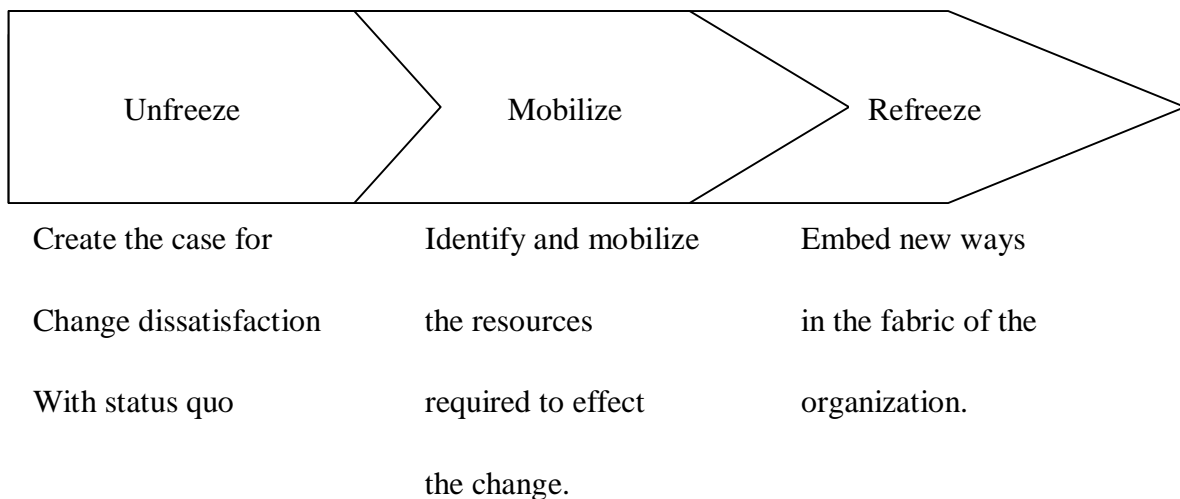 Unfreeze
Mobilize
Refreeze
Create the case for
Change dissatisfaction
With status quo
Identify and mobilize
the resources
required to effect
the change.
Embed new ways
in the fabric of the
organization.